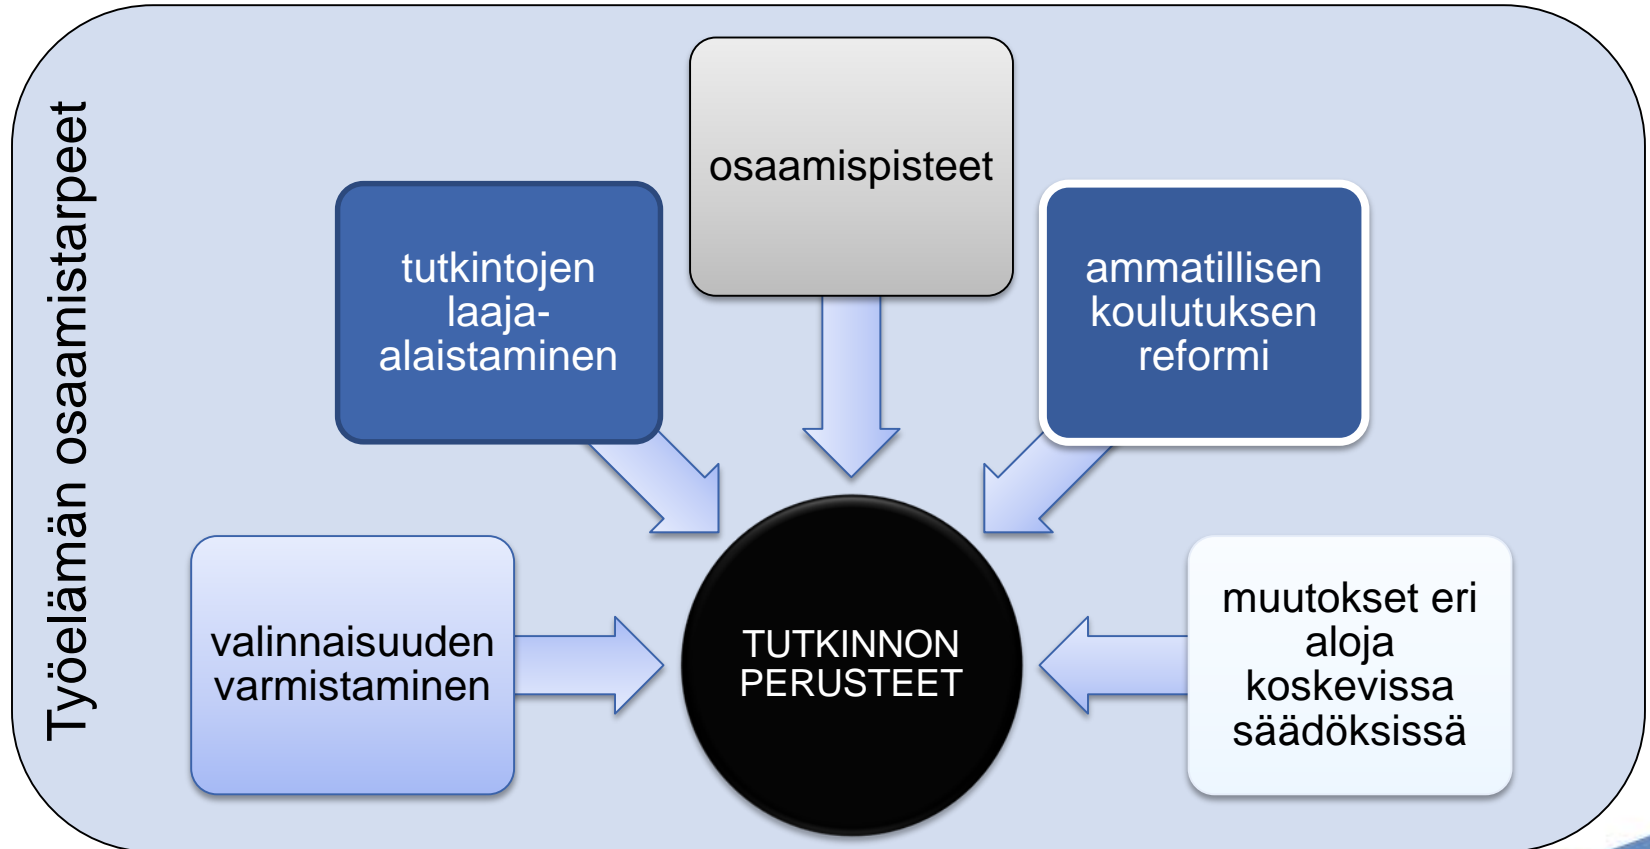 Työelämän osaamistarpeet
osaamispisteet
tutkintojen
laaja-
alaistaminen
ammatillisen
koulutuksen
reformi
valinnaisuuden
varmistaminen
TUTKINNON
PERUSTEET
muutokset eri
aloja
koskevissa
säädöksissä